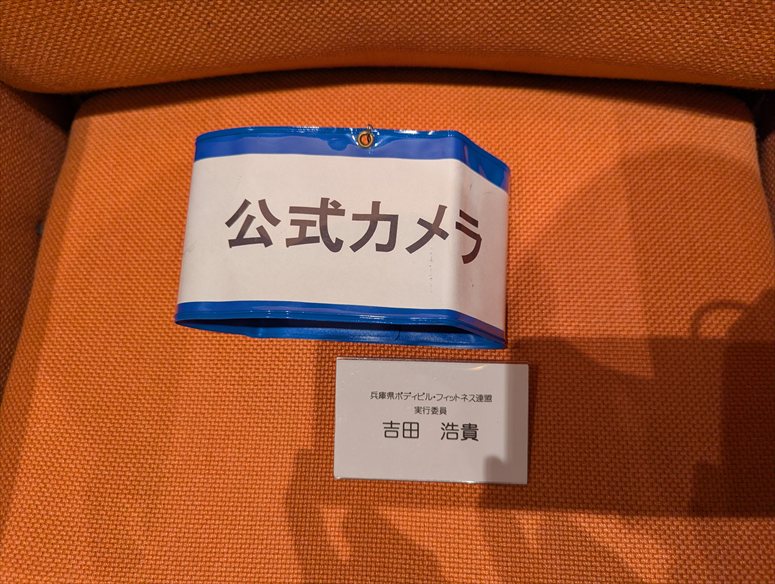 公式カメラ
兵庫県ボディビル・フィットネス連盟
実行委員
吉田　浩貴